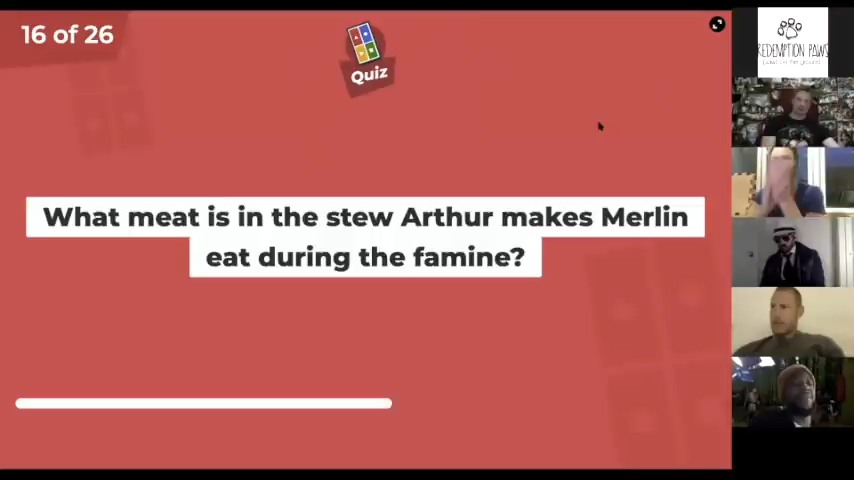 16 of 26
Quiz
What meat is in the stew Arthur makes Merlin
eat during the famine?
REDEMPTION PAWS